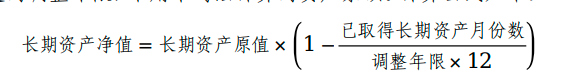 长期资产净值 = 长期资产原值 × (1 − 已取得长期资产月份数 / 调整年限 × 12)